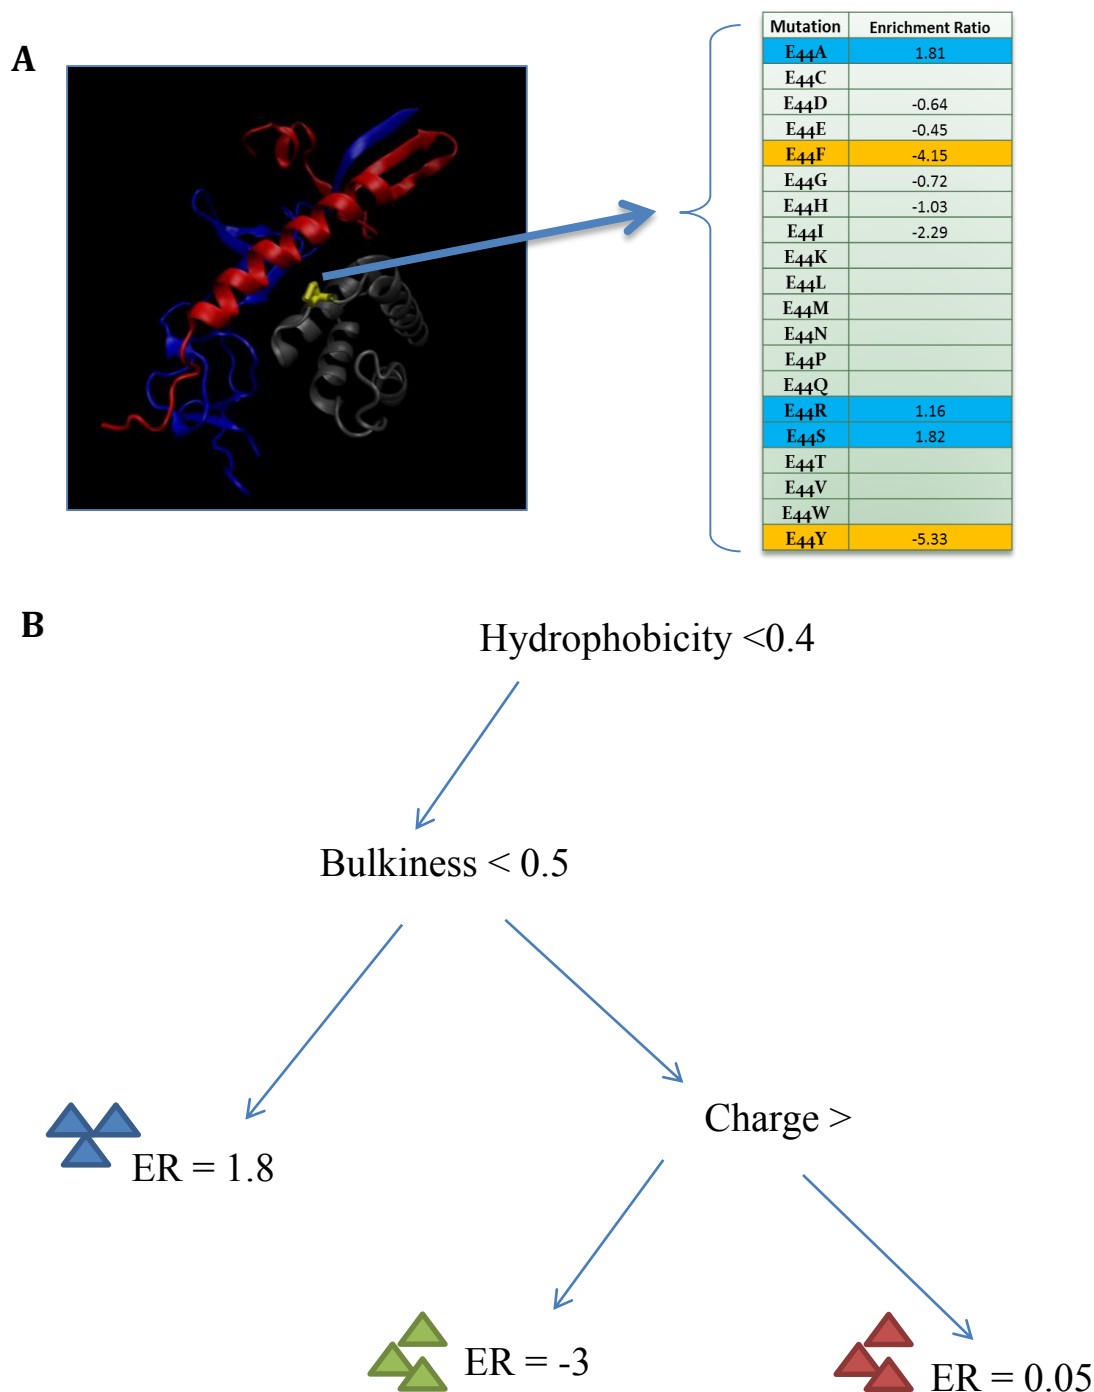 A
Mutation Enrichment Ratio
E44A 1.81
E44C
E44D -0.64
E44E -0.45
E44F -4.15
E44G -0.72
E44H -1.03
E44I -2.29
E44K
E44L
E44M
E44N
E44P
E44Q
E44R 1.16
E44S 1.82
E44T
E44V
E44W
E44Y -5.33
B
Hydrophobicity <0.4
Bulkiness < 0.5
Charge >
ER = 1.8
ER = -3
ER = 0.05